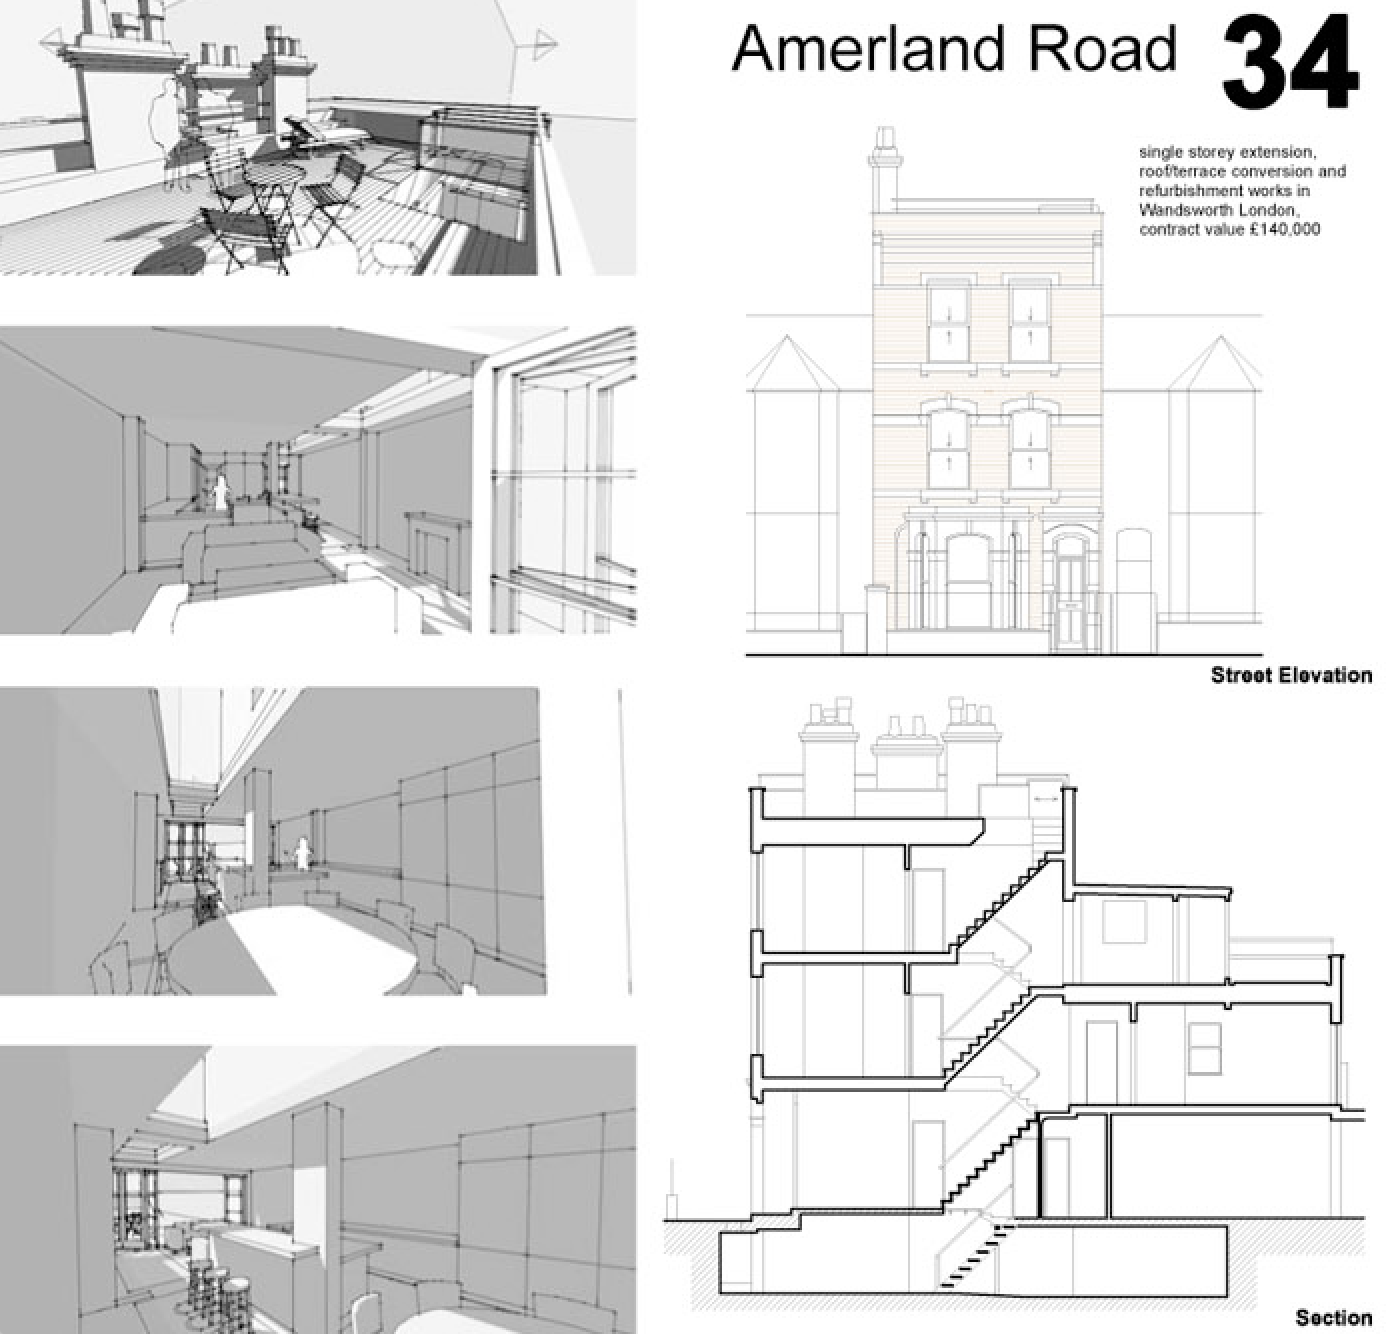 Amerland Road 34
single storey extension,
roof/terrace conversion and
refurbishment works in
Wandsworth London,
contract value £140,000
Street Elevation
Section